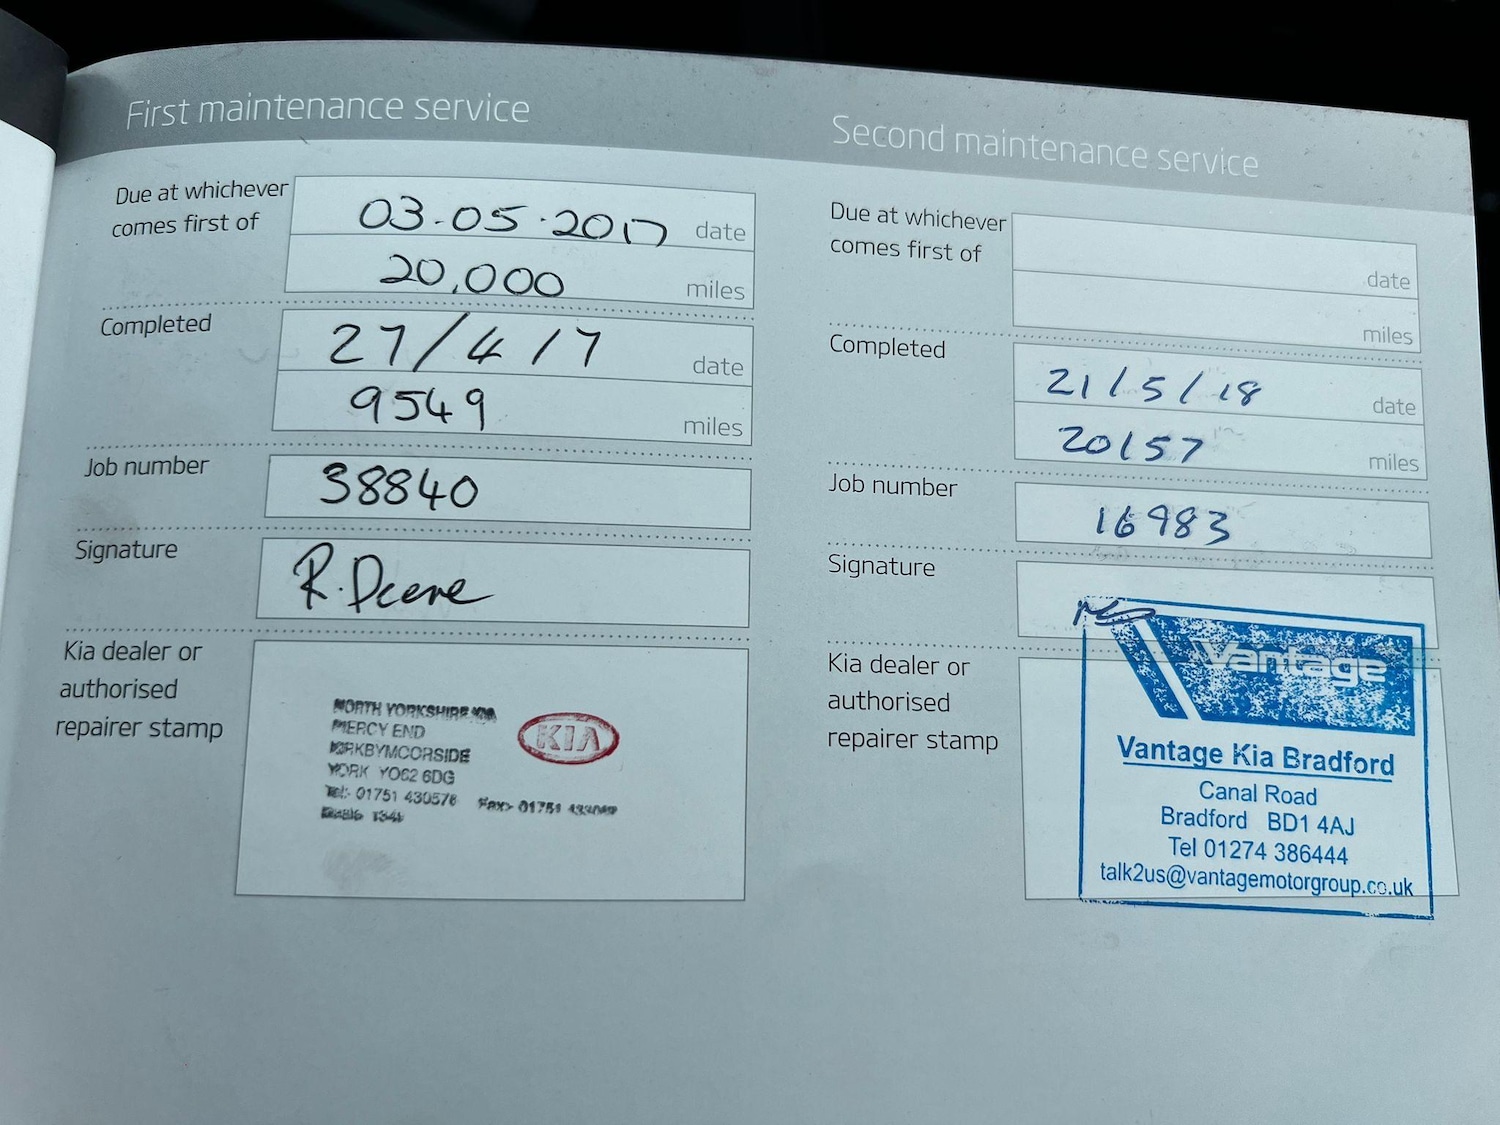 First maintenance service
Due at whichever
comes first of
03-05-2017 date
20,000 miles
Completed
27/4/17 date
9549 miles
Job number
38840
Signature
R. Deene
Kia dealer or
authorised
repairer stamp
NORTH YORKSHIRE KIA
MERCY END
KIRKBYMOORSIDE
YORK YO62 6DG
Tel:- 01751 430576 Fax:-
KIA
Second maintenance service
Due at whichever
comes first of
date
miles
Completed
21/5/18 date
20157 miles
Job number
16983
Signature
Kia dealer or
authorised
repairer stamp
Vantage
Vantage Kia Bradford
Canal Road
Bradford BD1 4AJ
Tel 01274 386444
talk2us@vantagemotorgroup.co.uk